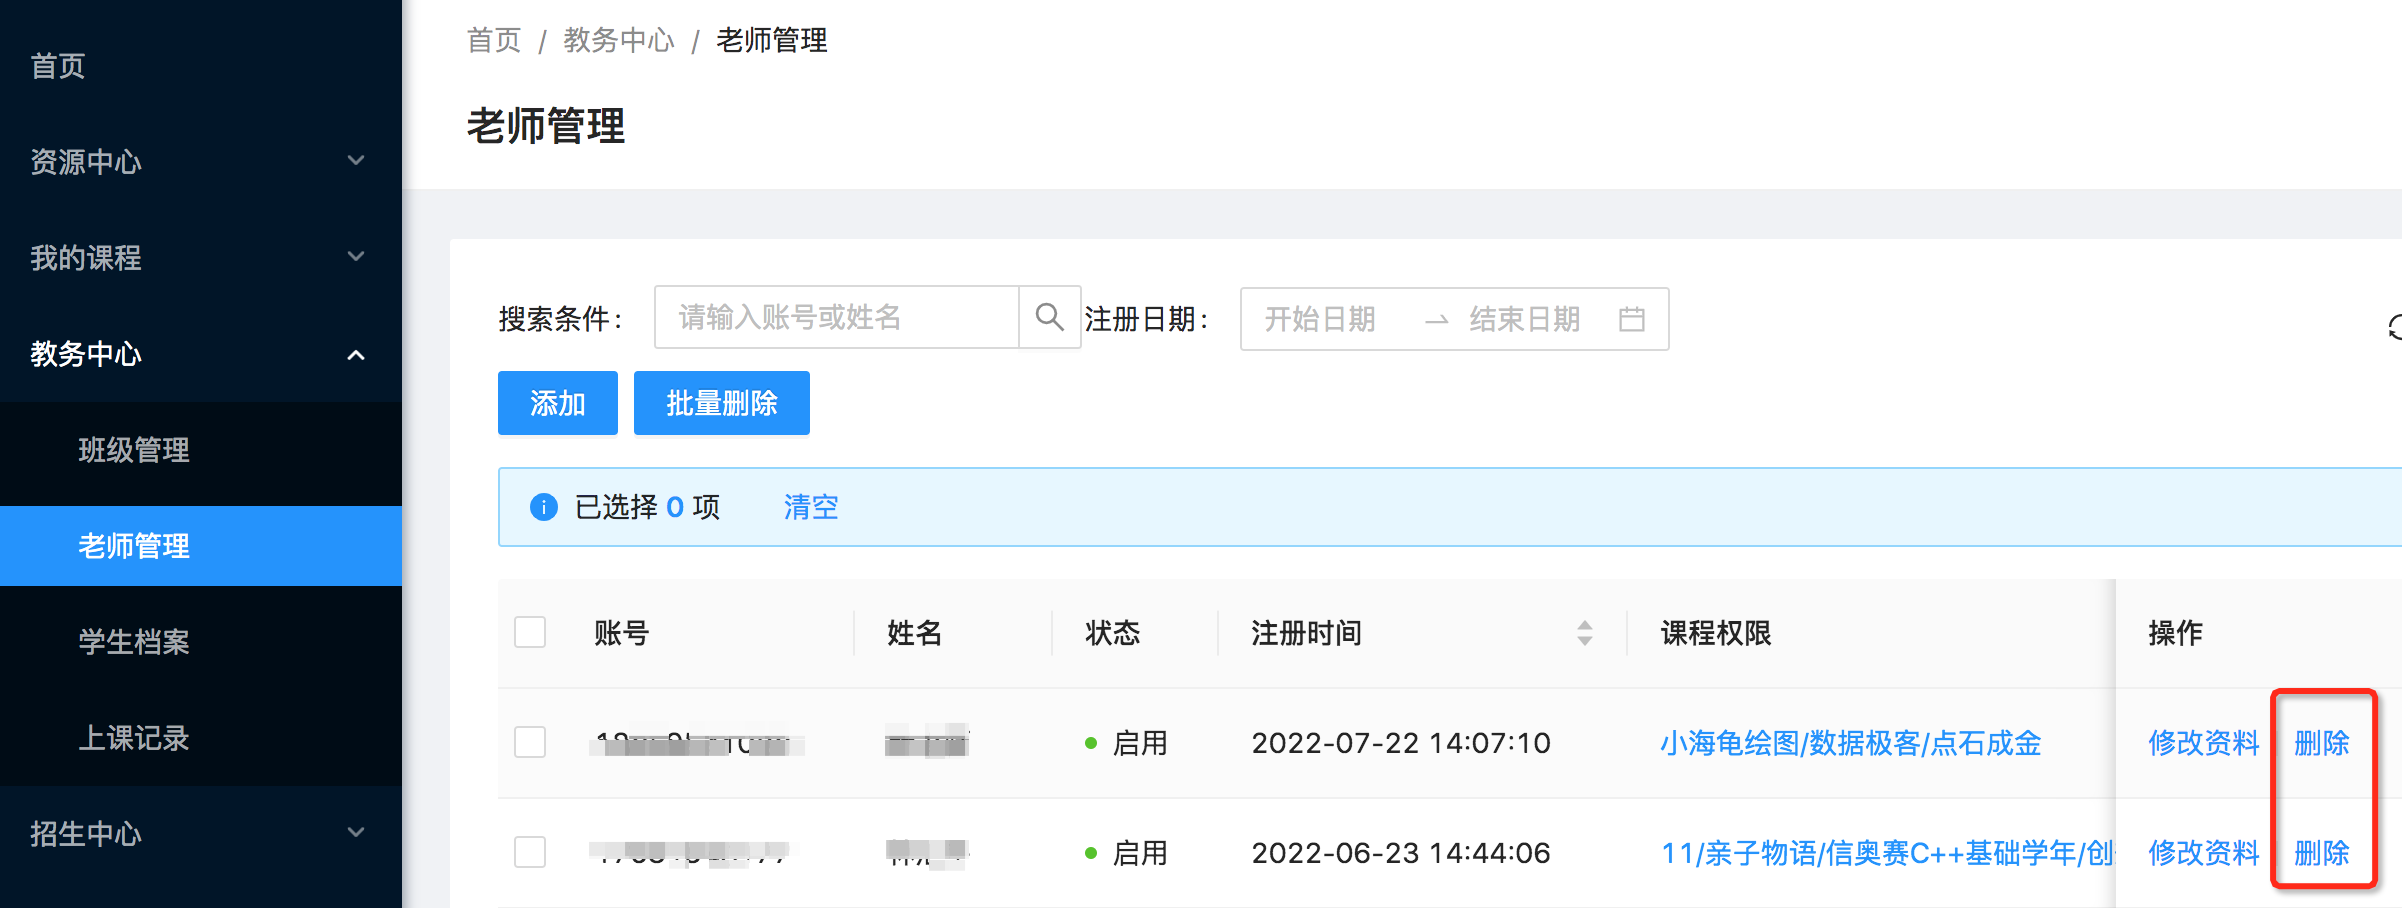 首页
资源中心
我的课程
教务中心
班级管理
老师管理
学生档案
上课记录
招生中心
首页 / 教务中心 / 老师管理
老师管理
搜索条件: 请输入账号或姓名 注册日期: 开始日期 → 结束日期
添加 批量删除
已选择 0 项 清空
账号 姓名 状态 注册时间 课程权限 操作
启用 2022-07-22 14:07:10 小海龟绘图/数据极客/点石成金 修改资料 删除
启用 2022-06-23 14:44:06 11/亲子物语/信奥赛C++基础学年/创 修改资料 删除